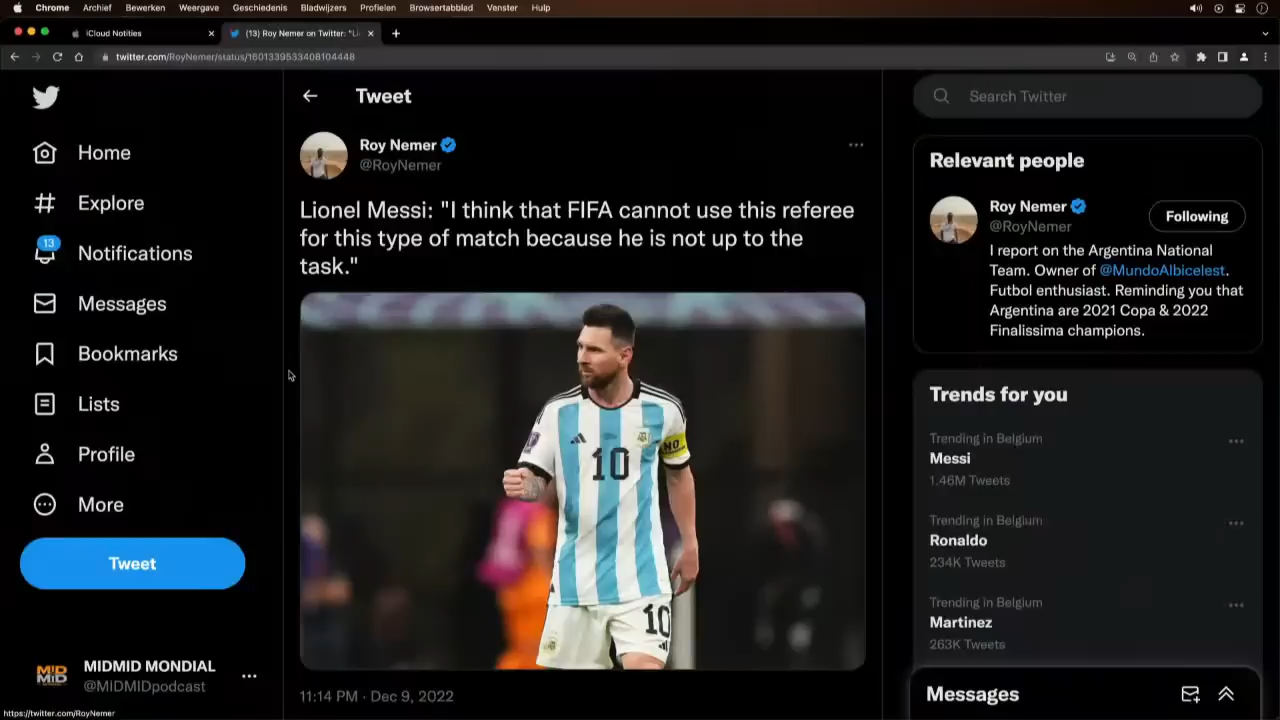 Chrome Archief Bewerken Weergave Geschiedenis Bladwijzers Profielen Browsertabblad Venster Help
iCloud Notities
(13) Roy Nemer on Twitter: "Li
twitter.com/RoyNemer/status/1601339533408104448
Home
Explore
13
Notifications
Messages
Bookmarks
Lists
Profile
More
Tweet
MIDMID MONDIAL
@MIDMIDpodcast
https://twitter.com/RoyNemer
Tweet
Roy Nemer
@RoyNemer
Lionel Messi: "I think that FIFA cannot use this referee
for this type of match because he is not up to the
task."
NO
10
10
11:14 PM · Dec 9, 2022
Search Twitter
Relevant people
Roy Nemer
@RoyNemer
Following
I report on the Argentina National
Team. Owner of @MundoAlbicelest.
Futbol enthusiast. Reminding you that
Argentina are 2021 Copa & 2022
Finalissima champions.
Trends for you
Trending in Belgium
Messi
1.46M Tweets
Trending in Belgium
Ronaldo
234K Tweets
Trending in Belgium
Martinez
263K Tweets
Messages